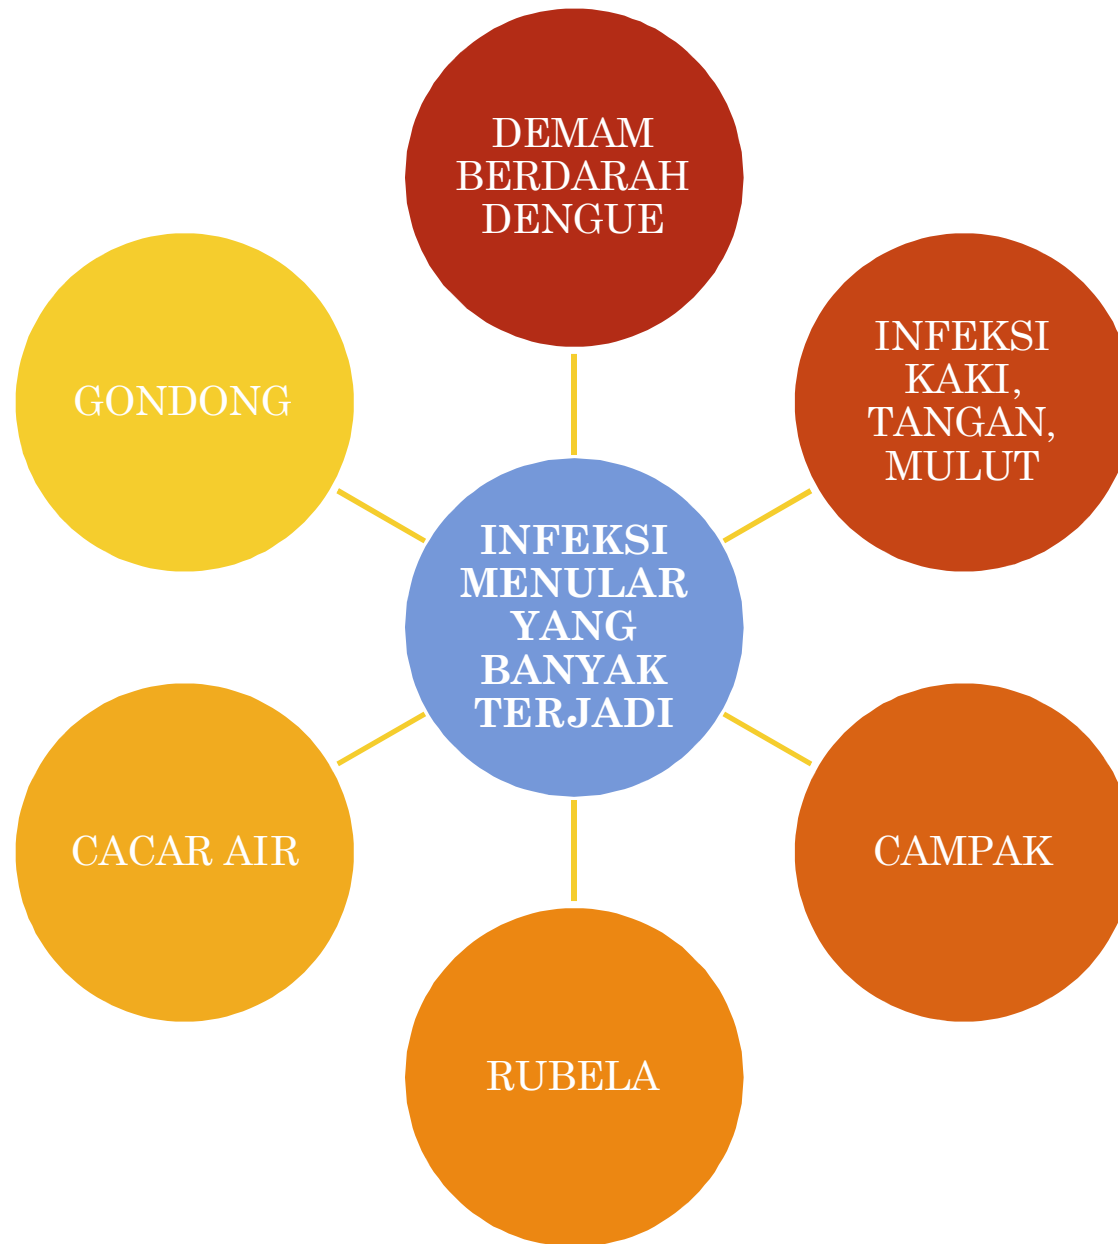 DEMAM
BERDARAH
DENGUE
INFEKSI
KAKI,
TANGAN,
MULUT
GONDONG
INFEKSI
MENULAR
YANG
BANYAK
TERJADI
CACAR AIR
CAMPAK
RUBELA